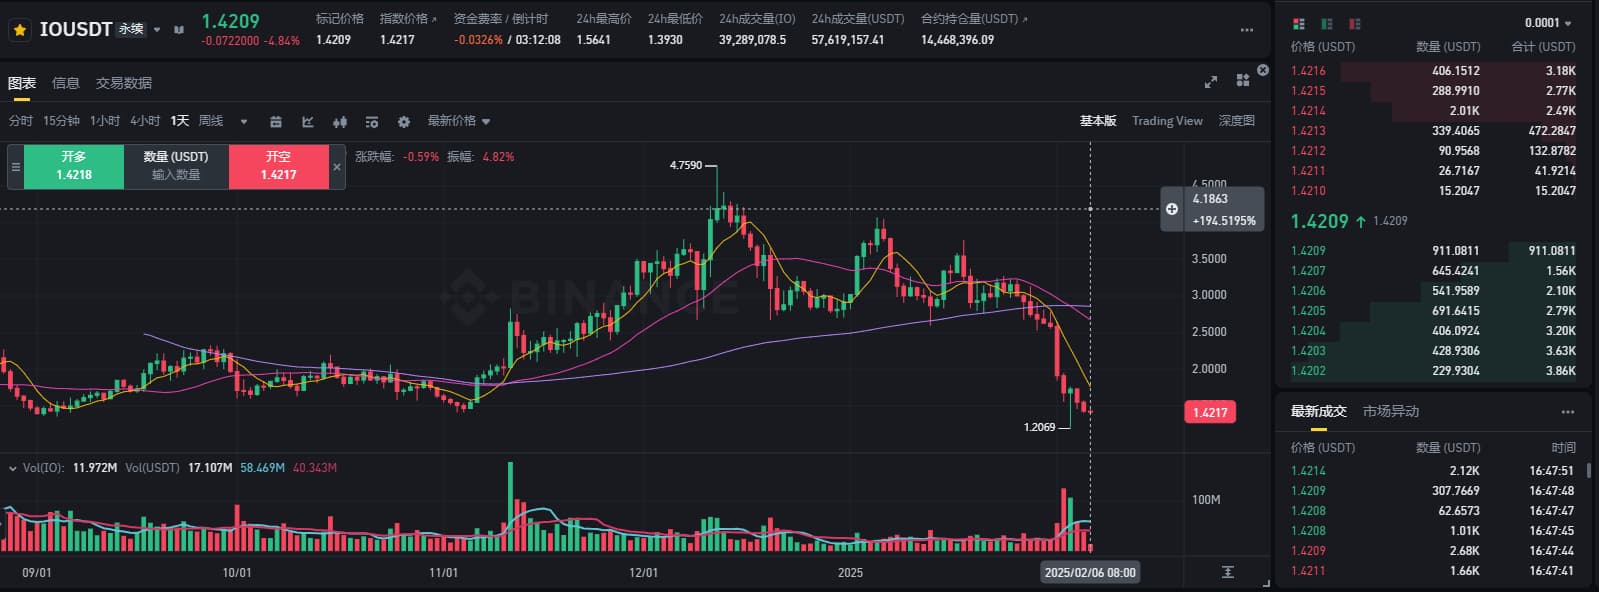 IOUSDT 永续
1.4209
-0.0722000 -4.84%
标记价格
1.4209
指数价格
1.4217
资金费率 / 倒计时
-0.0326% / 03:12:08
24h最高价
1.5641
24h最低价
1.3930
24h成交量(IO)
39,289,078.5
24h成交量(USDT)
57,619,157.41
合约持仓量(USDT)
14,468,396.09
图表 信息 交易数据
分时 15分钟 1小时 4小时 1天 周线 最新价格 基本版 Trading View 深度图
开多
1.4218
数量 (USDT)
输入数量
开空
1.4217
涨跌幅: -0.59% 振幅: 4.82%
4.7590
4.5000
4.1863
+194.5195%
3.5000
3.0000
2.5000
2.0000
1.4217
1.2069
BINANCE
Vol(IO): 11.972M Vol(USDT) 17.107M 58.469M 40.343M
100M
09/01 10/01 11/01 12/01 2025 2025/02/06 08:00
0.0001
价格 (USDT) 数量 (USDT) 合计 (USDT)
1.4216 406.1512 3.18K
1.4215 288.9910 2.77K
1.4214 2.01K 2.49K
1.4213 339.4065 472.2847
1.4212 90.9568 132.8782
1.4211 26.7167 41.9214
1.4210 15.2047 15.2047
1.4209 1.4209
1.4209 911.0811 911.0811
1.4207 645.4241 1.56K
1.4206 541.9589 2.10K
1.4205 691.6415 2.79K
1.4204 406.0924 3.20K
1.4203 428.9306 3.63K
1.4202 229.9304 3.86K
最新成交 市场异动
价格 (USDT) 数量 (USDT) 时间
1.4214 2.12K 16:47:51
1.4209 307.7669 16:47:48
1.4208 62.6573 16:47:47
1.4208 1.01K 16:47:45
1.4209 2.68K 16:47:44
1.4211 1.66K 16:47:41